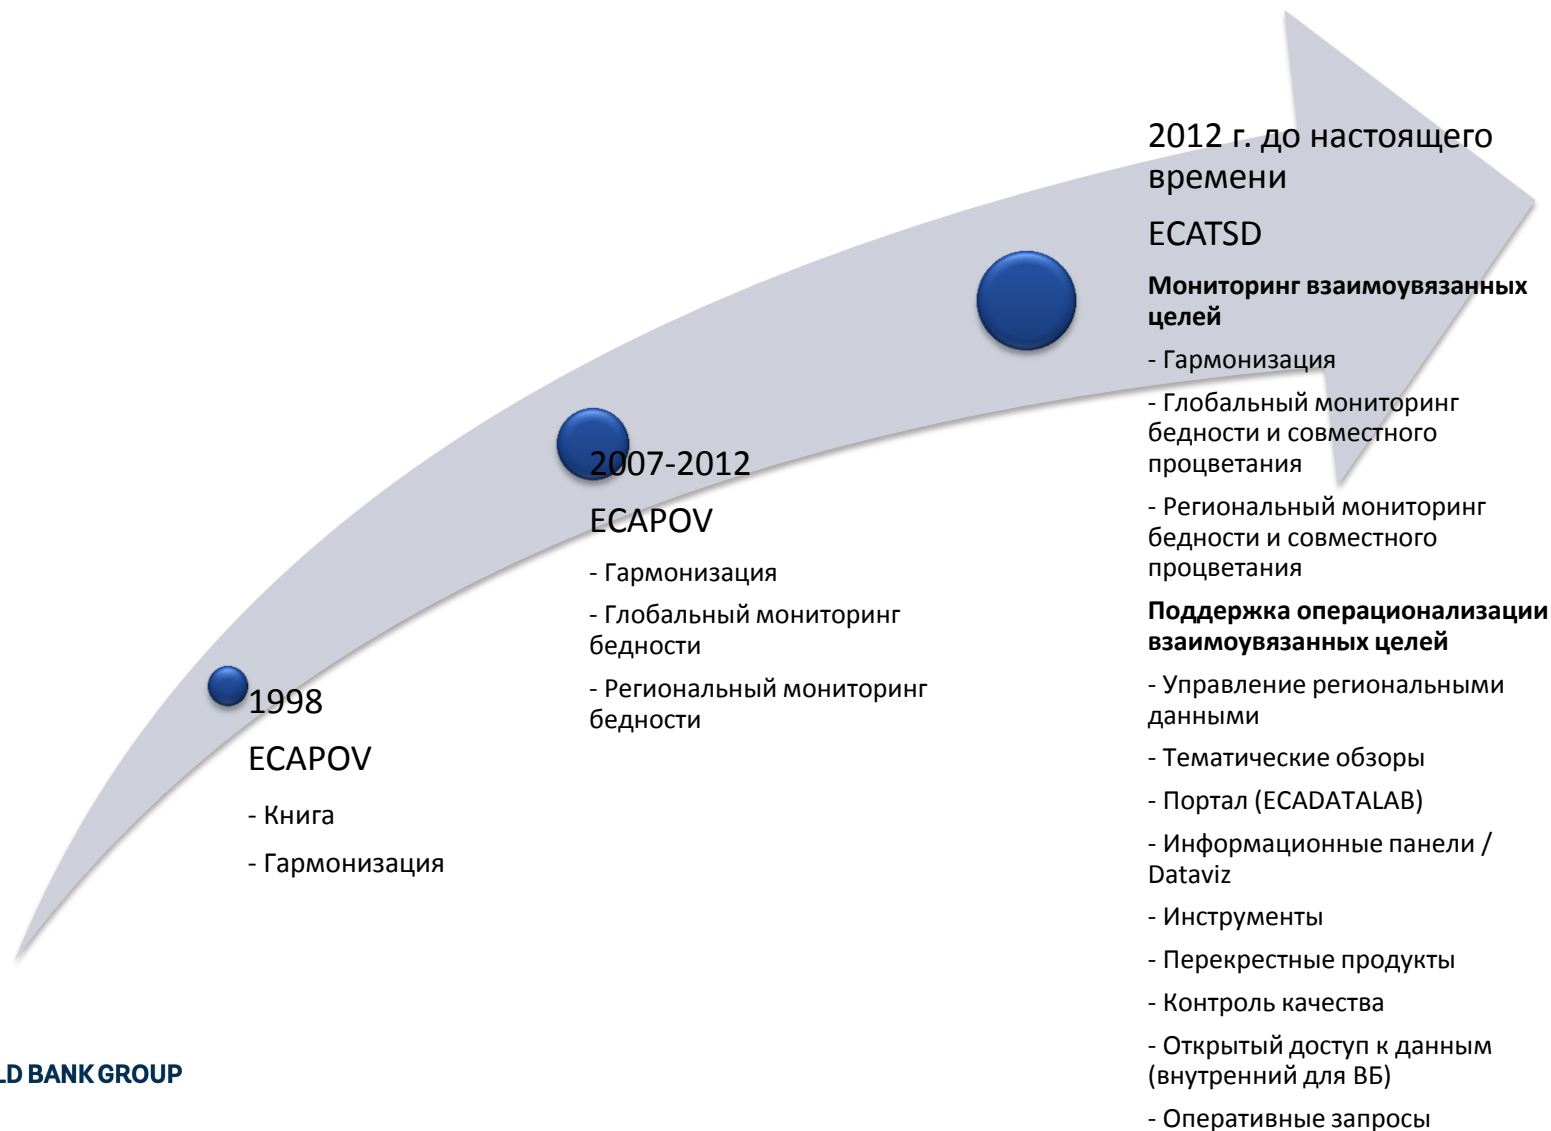 1998
ECAPOV
- Книга
- Гармонизация
2007-2012
ECAPOV
- Гармонизация
- Глобальный мониторинг
бедности
- Региональный мониторинг
бедности
2012 г. до настоящего
времени
ECATSD
Мониторинг взаимоувязанных
целей
- Гармонизация
- Глобальный мониторинг
бедности и совместного
процветания
- Региональный мониторинг
бедности и совместного
процветания
Поддержка операционализации
взаимоувязанных целей
- Управление региональными
данными
- Тематические обзоры
- Портал (ECADATALAB)
- Информационные панели /
Dataviz
- Инструменты
- Перекрестные продукты
- Контроль качества
- Открытый доступ к данным
(внутренний для ВБ)
- Оперативные запросы
LD BANK GROUP